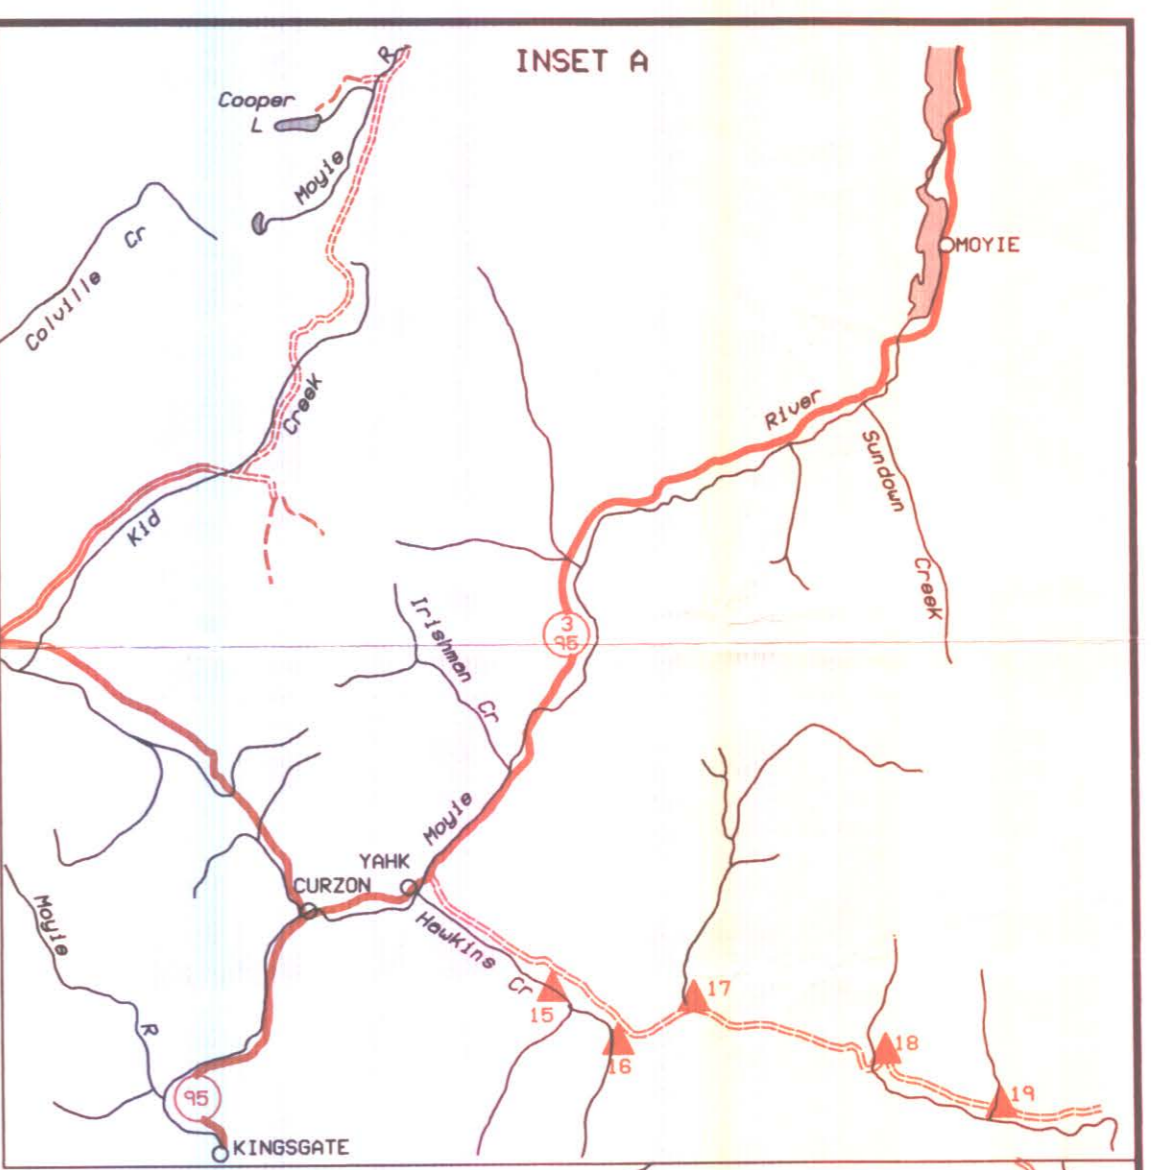 INSET A
R
Cooper
L
Moyie
Cr
Colville
MOYIE
Creek
River
Sundown
Creek
Kid
Irishman
Cr
3
95
Moyie
YAHK
CURZON
Hawkins
Cr
Moyie
R
15
16
17
18
19
95
KINGSGATE